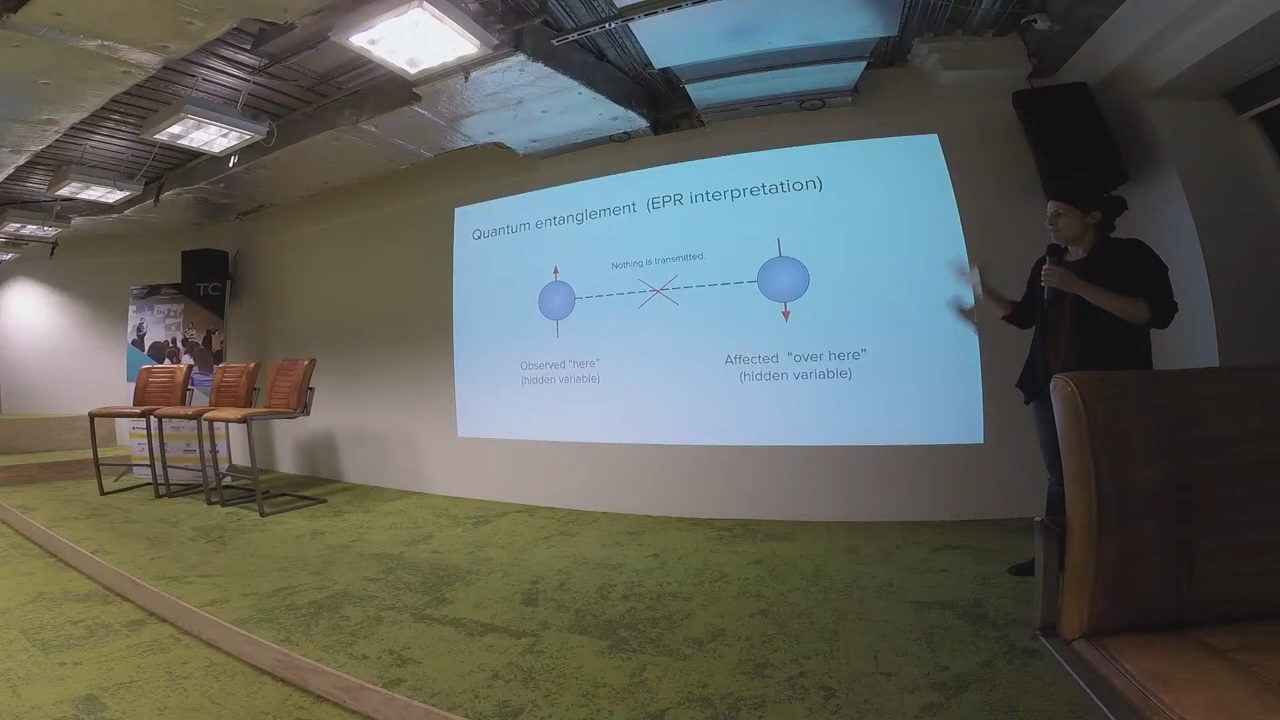 Quantum entanglement (EPR interpretation)
Nothing is transmitted.
Observed "here"
(hidden variable)
Affected "over here"
(hidden variable)
TC